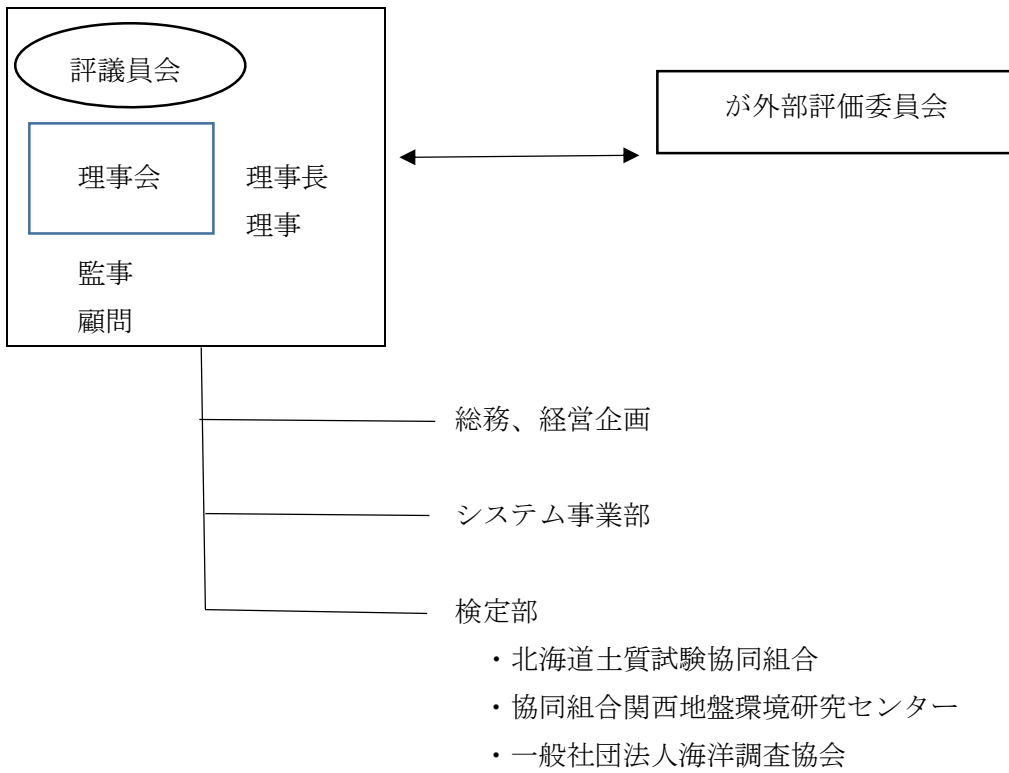 評議員会
が外部評価委員会
理事会
理事長
理事
監事
顧問
総務、経営企画
システム事業部
検定部
・北海道土質試験協同組合
・協同組合関西地盤環境研究センター
・一般社団法人海洋調査協会